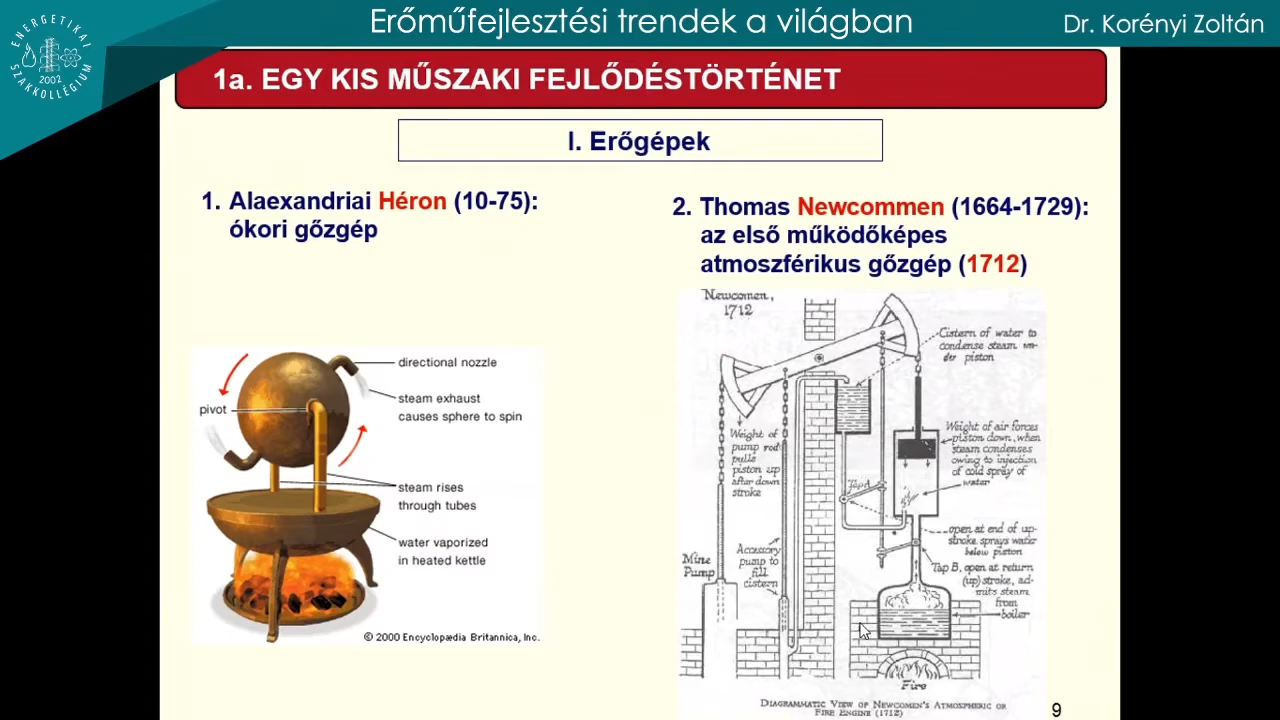 ENERGETIKAI
SZAKKOLLÉGIUM
2002
Erőműfejlesztési trendek a világban
Dr. Korényi Zoltán
1a. EGY KIS MŰSZAKI FEJLŐDÉSTÖRTÉNET
I. Erőgépek
1. Alaexandriai Héron (10-75):
ókori gőzgép
directional nozzle
steam exhaust
causes sphere to spin
pivot
steam rises
through tubes
water vaporized
in heated kettle
© 2000 Encyclopædia Britannica, Inc.
2. Thomas Newcommen (1664-1729):
az első működőképes
atmoszférikus gőzgép (1712)
Newcomen,
1712
Cistern of water to
condense steam un-
der piston
Weight of
pump rod
pulls
piston up
after down
stroke
Weight of air forces
piston down, when
steam condenses
owing to injection
of cold spray of
water
Tap A
open at end of up-
stroke, sprays water
below piston
Accessory
pump to
fill
cistern
Mine
Pump
Tap B, open at return
(up) stroke, ad-
mits steam
from
boiler
Fire
DIAGRAMMATIC VIEW OF NEWCOMEN'S ATMOSPHERIC OR
FIRE ENGINE (1712)
9